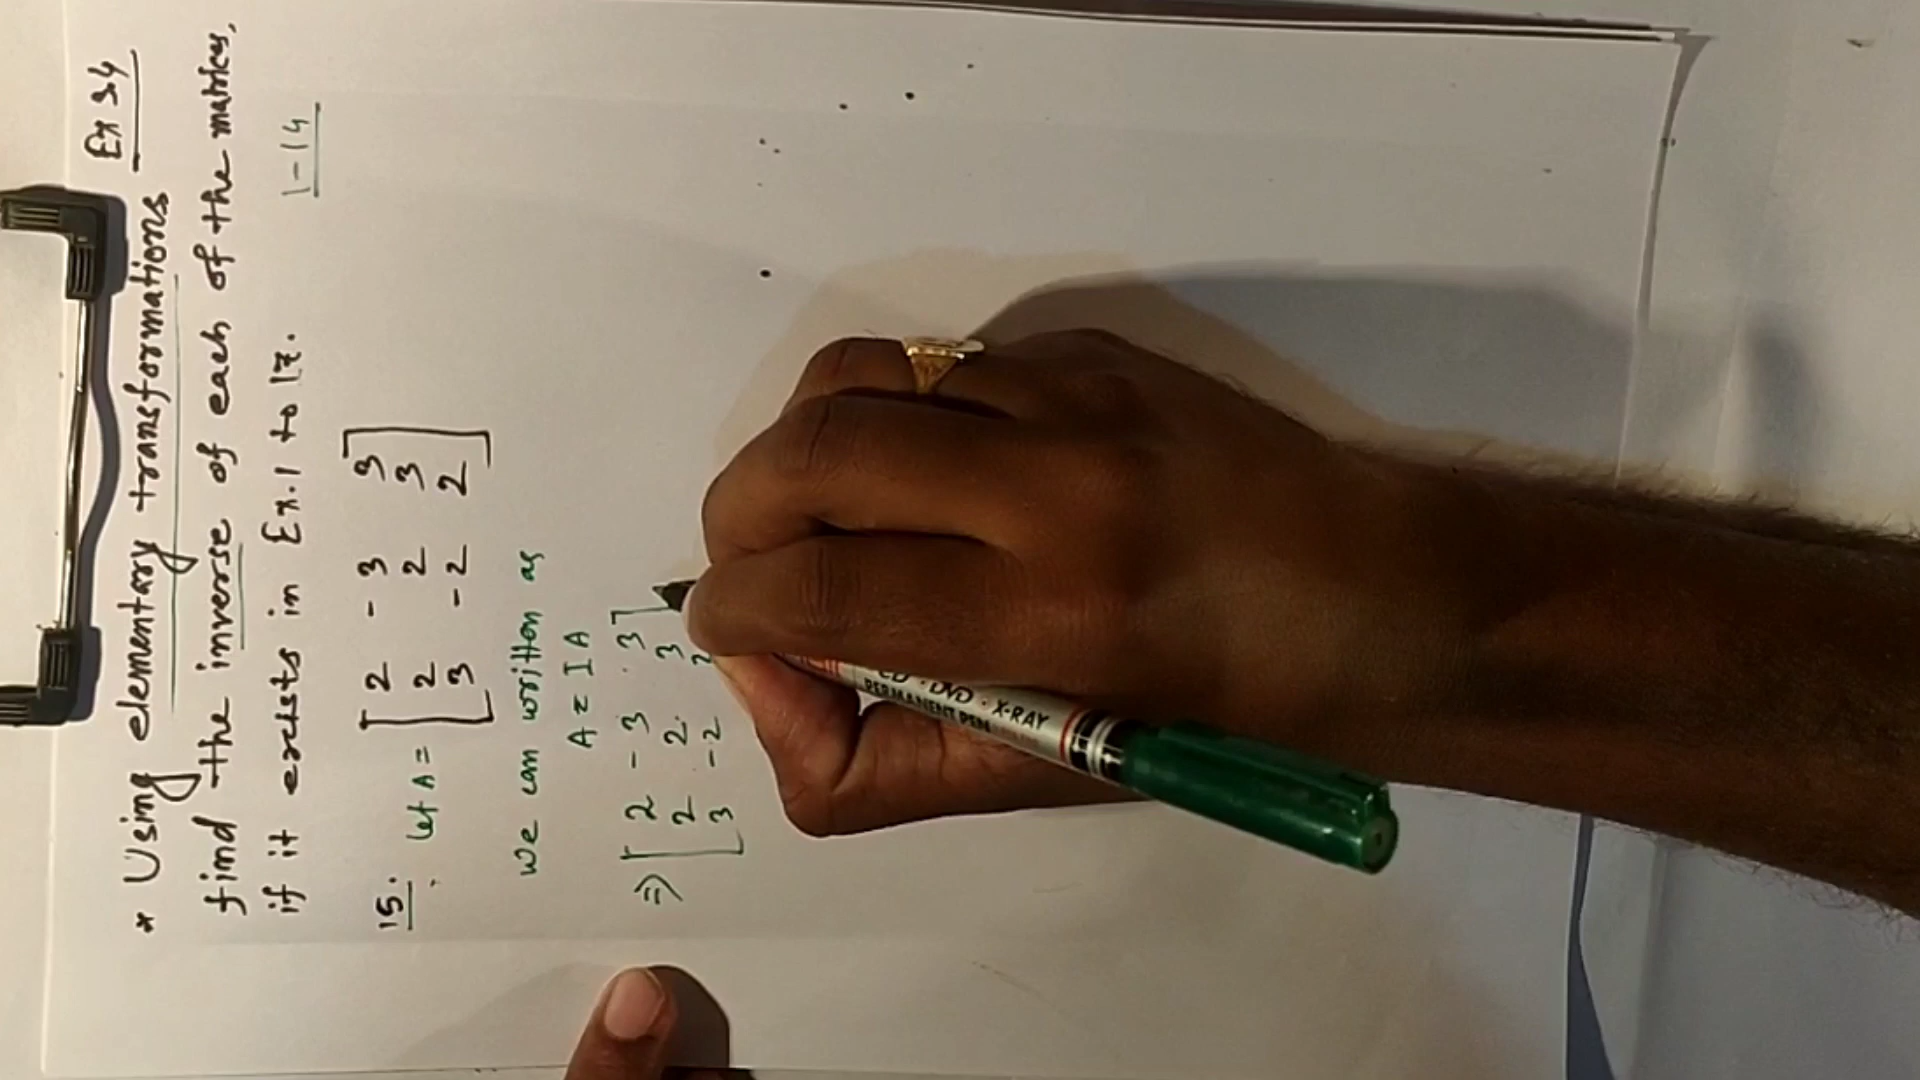 Ex 3.4
* Using elementary transformations
find the inverse of each of the matrices,
if it exists in Ex.1 to 17.
1-14
15. Let A = [ 2 -3 3
2 2 3
3 -2 2 ]
we can written as
A = I A
⇒ [ 2 -3 3 ]
2 2 3
3 -2 2
DVD · X-RAY
PERMANENT PEN